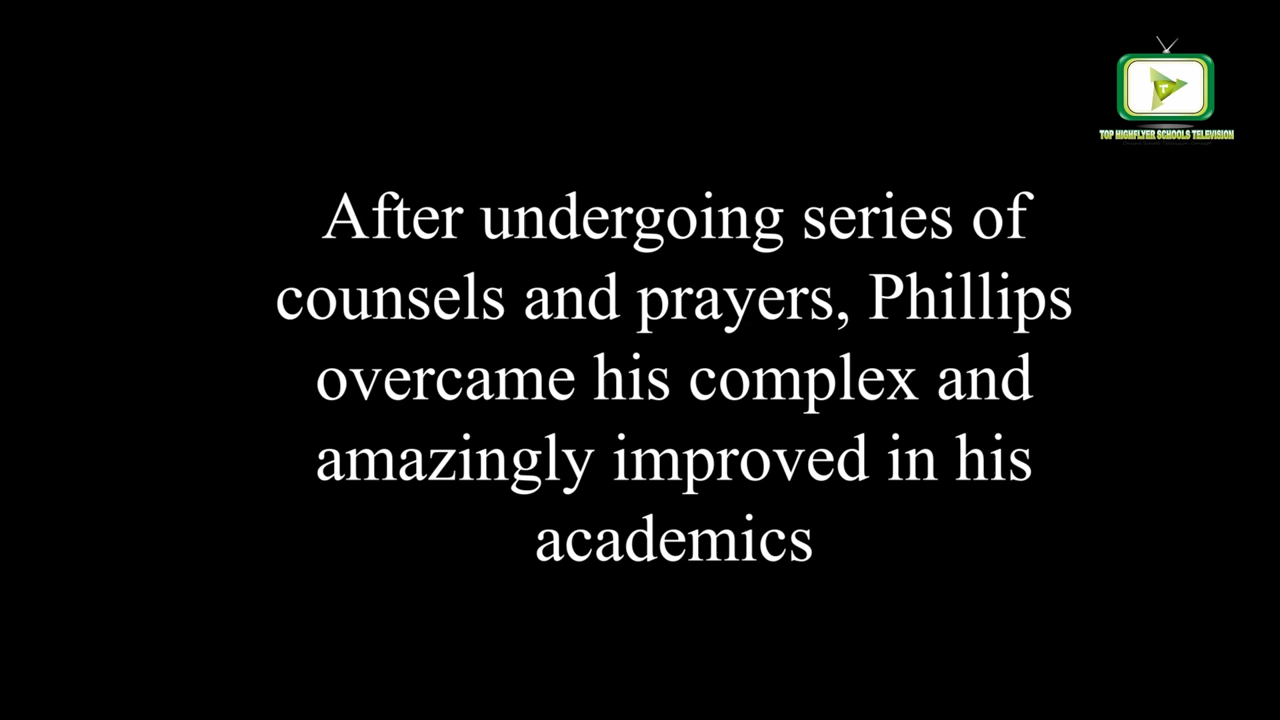 TOP HIGHFLYER SCHOOLS TELEVISION
After undergoing series of
counsels and prayers, Phillips
overcame his complex and
amazingly improved in his
academics